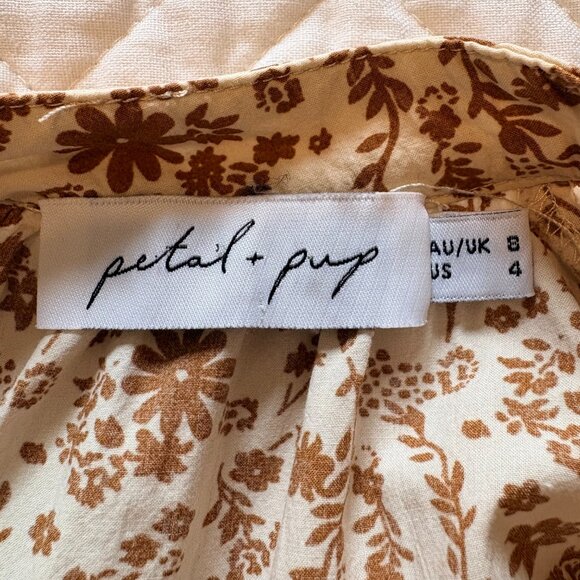 petal + pup
AU/UK 8
US 4